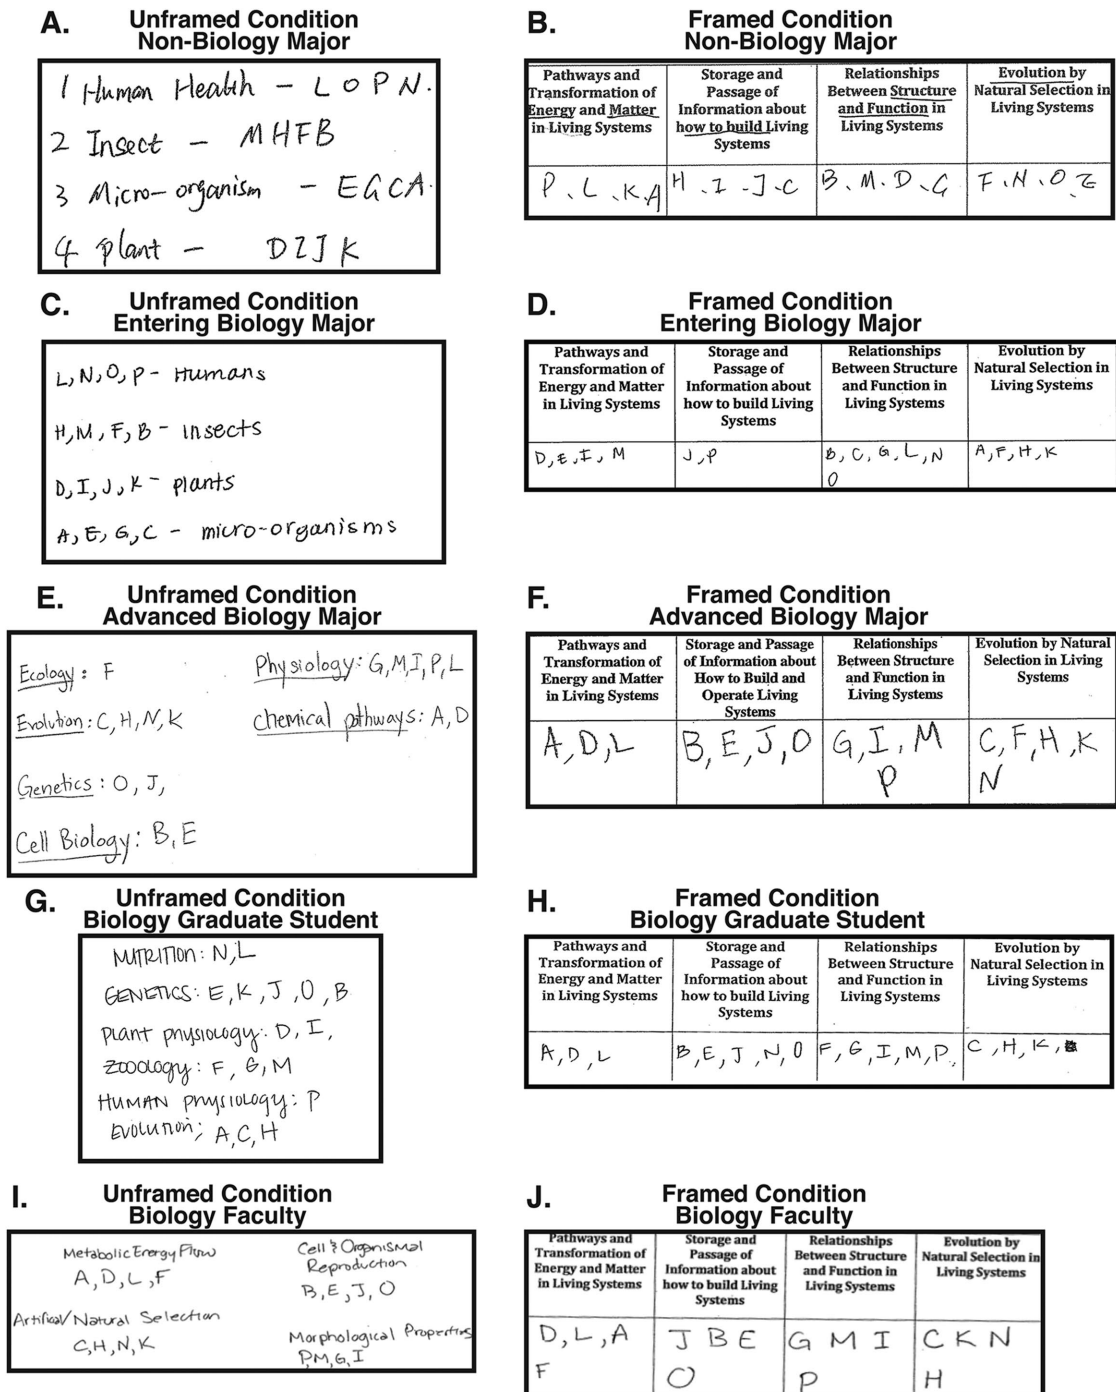 A. Unframed Condition
Non-Biology Major
1 Human Health - L O P N.
2 Insect - M H F B
3 Micro-organism - E G C A.
4 plant - D I J K
B. Framed Condition
Non-Biology Major
Pathways and Transformation of Energy and Matter in Living Systems
Storage and Passage of Information about how to build Living Systems
Relationships Between Structure and Function in Living Systems
Evolution by Natural Selection in Living Systems
P. L. K. A
H. I. J. C
B. M. D. G
F. N. O. E
C. Unframed Condition
Entering Biology Major
L, N, O, P - Humans
H, M, F, B - insects
D, I, J, K - plants
A, E, G, C - micro-organisms
D. Framed Condition
Entering Biology Major
Pathways and Transformation of Energy and Matter in Living Systems
Storage and Passage of Information about how to build Living Systems
Relationships Between Structure and Function in Living Systems
Evolution by Natural Selection in Living Systems
D, E, I, M
J, P
B, C, G, L, N
O
A, F, H, K
E. Unframed Condition
Advanced Biology Major
Ecology: F
Evolution: C, H, N, K
Genetics: O, J,
Cell Biology: B, E
Physiology: G, M, I, P, L
chemical pathways: A, D
F. Framed Condition
Advanced Biology Major
Pathways and Transformation of Energy and Matter in Living Systems
Storage and Passage of Information about How to Build and Operate Living Systems
Relationships Between Structure and Function in Living Systems
Evolution by Natural Selection in Living Systems
A, D, L
B, E, J, O
G, I, M
P
C, F, H, K
N
G. Unframed Condition
Biology Graduate Student
NUTRITION: N, L
GENETICS: E, K, J, O, B
Plant physiology: D, I,
ZOOLOGY: F, G, M
HUMAN physiology: P
EVOLUTION; A, C, H
H. Framed Condition
Biology Graduate Student
Pathways and Transformation of Energy and Matter in Living Systems
Storage and Passage of Information about how to build Living Systems
Relationships Between Structure and Function in Living Systems
Evolution by Natural Selection in Living Systems
A, D, L
B, E, J, N, O
F, G, I, M, P.
C, H, K,
I. Unframed Condition
Biology Faculty
Metabolic Energy Flow
A, D, L, F
Artifical/Natural Selection
C, H, N, K
Cell & Organismal
Reproduction
B, E, J, O
Morphological Properties
P, M, G, I
J. Framed Condition
Biology Faculty
Pathways and Transformation of Energy and Matter in Living Systems
Storage and Passage of Information about how to build Living Systems
Relationships Between Structure and Function in Living Systems
Evolution by Natural Selection in Living Systems
D, L, A
F
J B E
O
G M I
P
C K N
H